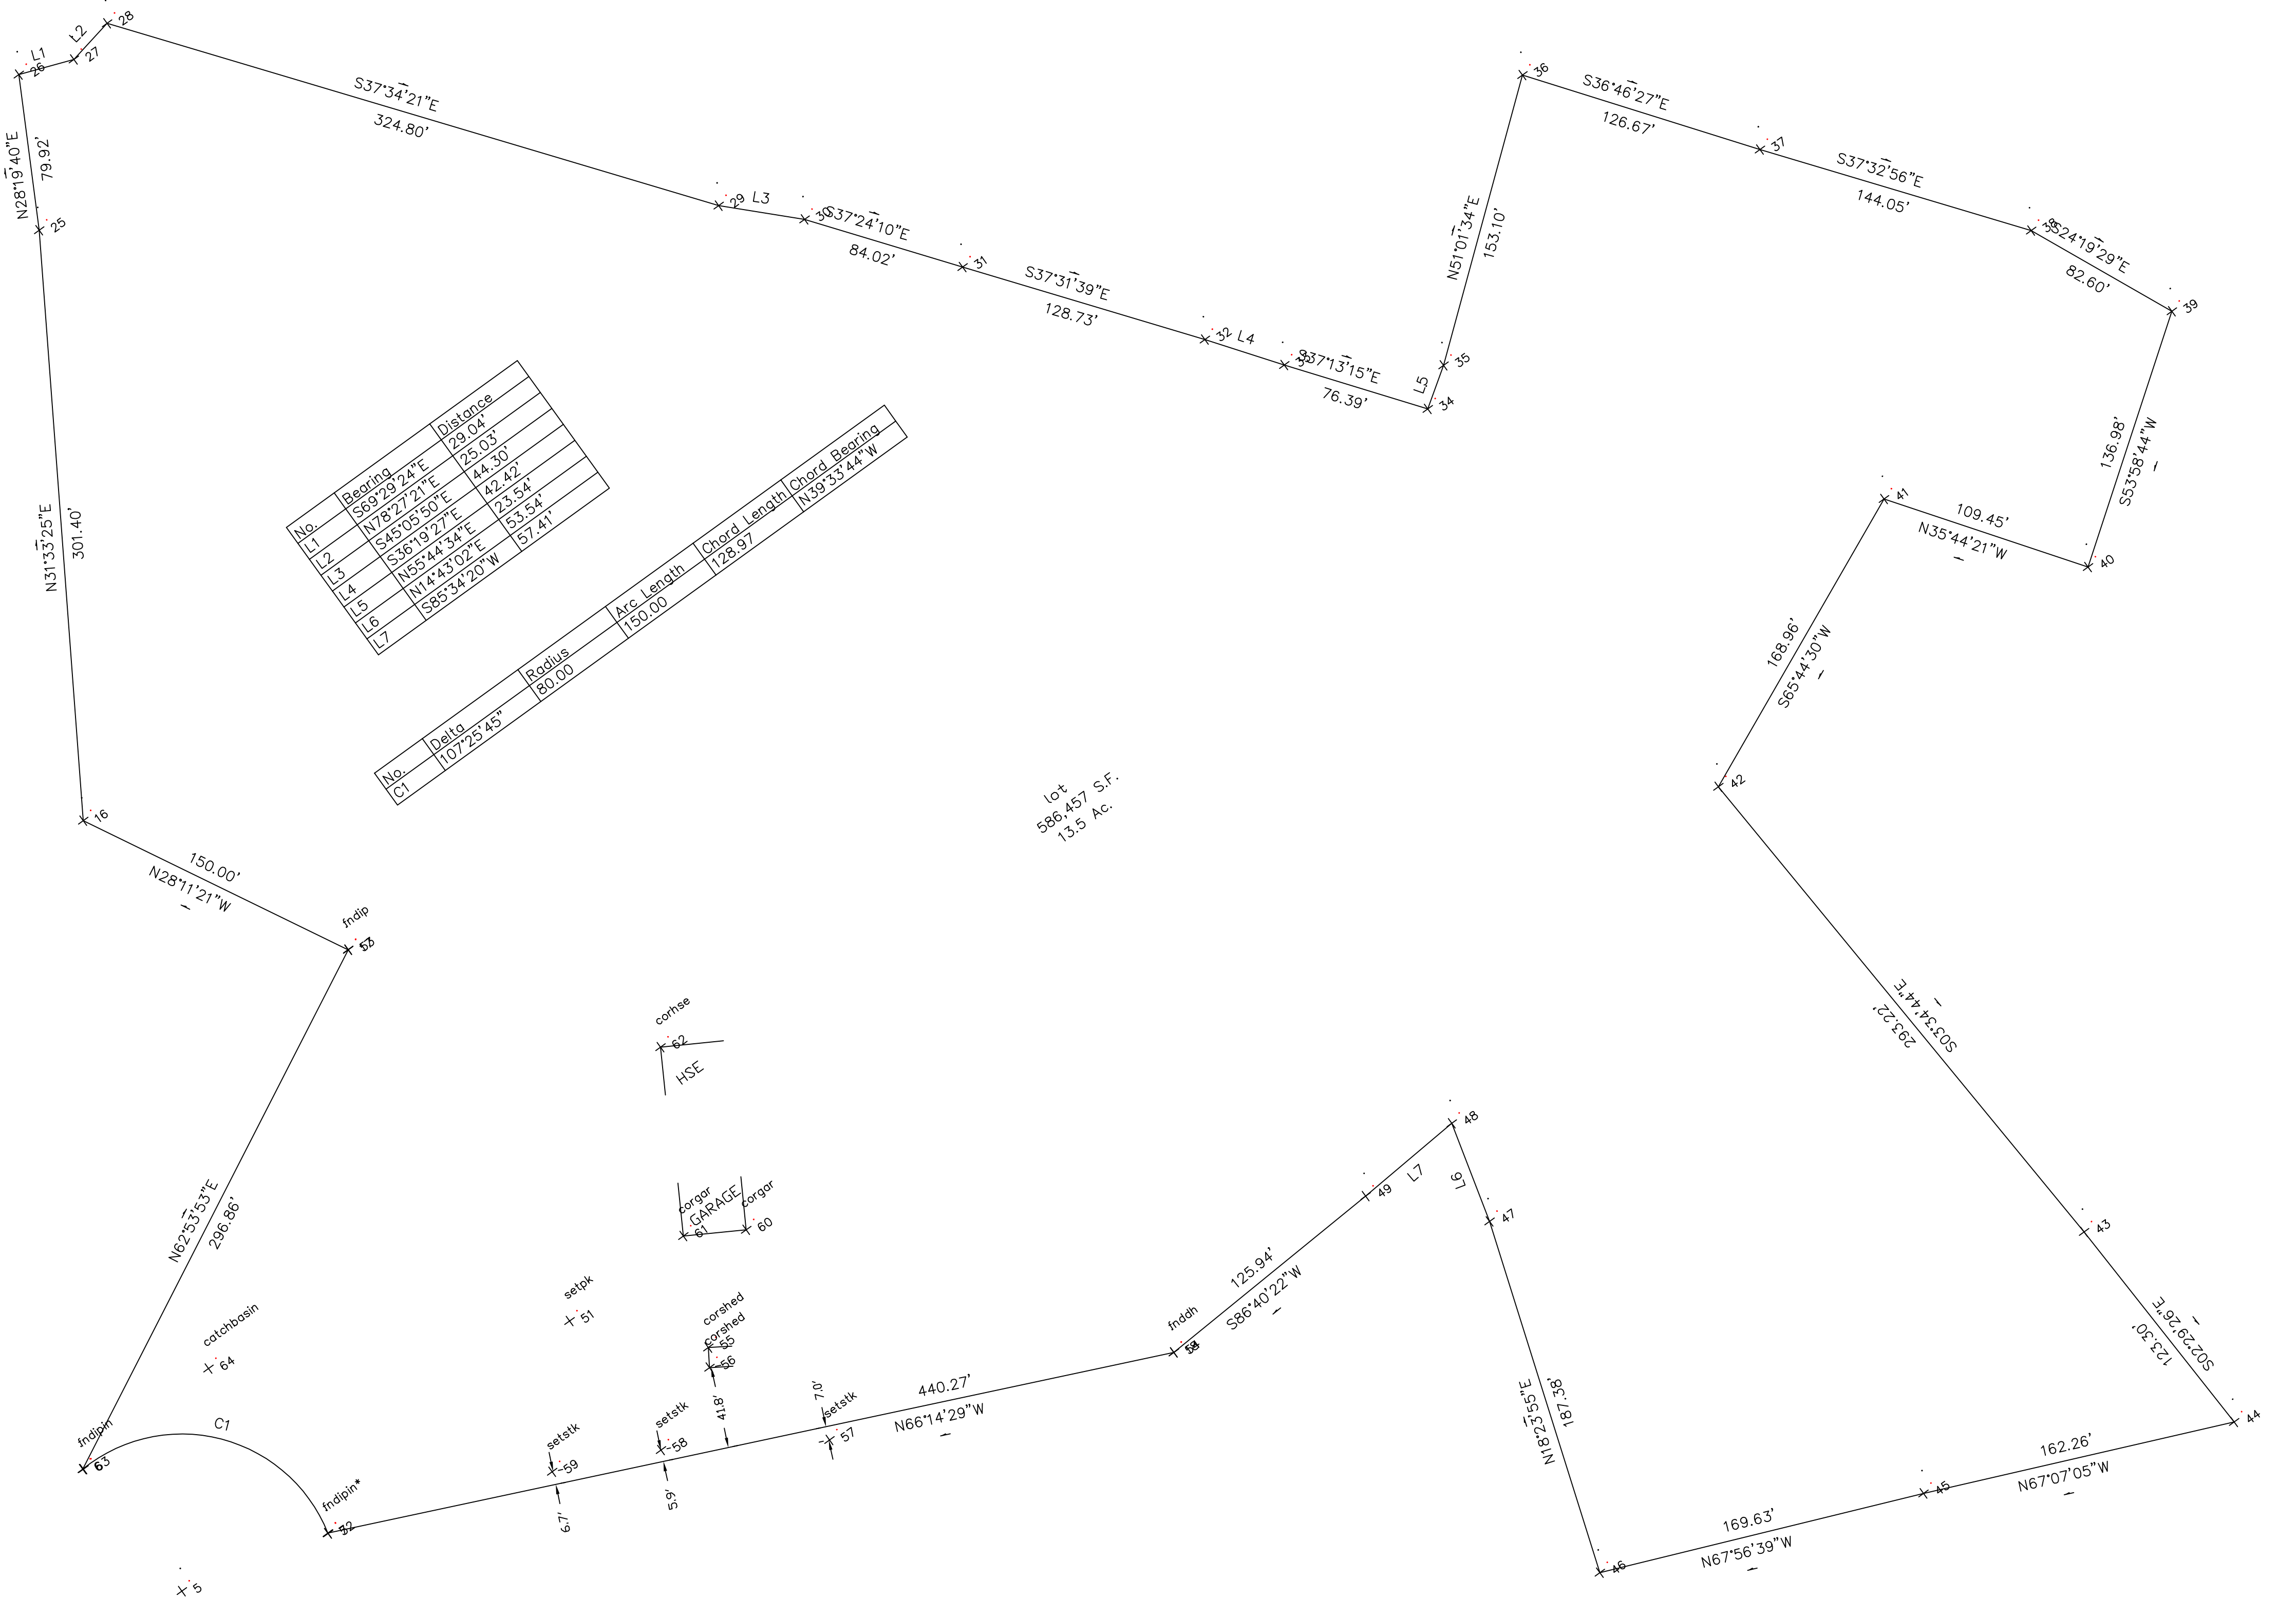 28
L2
L1
27
26
S37°34'21"E
324.80'
N28°19'40"E
79.92'
25
29
L3
30
S37°24'10"E
84.02'
31
S37°31'39"E
128.73'
32
L4
S37°13'15"E
76.39'
L5
34
35
N51°01'34"E
153.10'
36
S36°46'27"E
126.67'
37
S37°32'56"E
144.05'
38
S24°19'29"E
82.60'
39
136.98'
S53°58'44"W
40
109.45'
N35°44'21"W
41
168.96'
S65°44'30"W
42
N31°33'25"E
301.40'
No. Bearing Distance
L1 S69°29'24"E 29.04'
L2 N78°27'21"E 25.03'
L3 S45°05'50"E 44.30'
L4 S36°19'27"E 42.42'
L5 N55°44'34"E 23.54'
L6 N14°43'02"E 53.54'
L7 S85°34'20"W 57.41'
No. Delta Radius Arc Length Chord Length Chord Bearing
C1 107°25'45" 80.00 150.00 128.97 N39°33'44"W
lot
586,457 S.F.
13.5 Ac.
16
150.00'
N28°11'21"W
fndip
53
N62°53'53"E
296.86'
corhse
62
HSE
corgar
GARAGE
corgar
61
60
setpk
51
catchbasin
64
corshed
corshed
55
56
41.8'
fndipin
63
C1
fndipin*
5
setstk
59
6.7'
setstk
58
5.9'
7.0'
setstk
57
440.27'
N66°14'29"W
fnddh
125.94'
S86°40'22"W
49
L7
48
L6
47
N18°23'55"E
187.38'
46
169.63'
N67°56'39"W
45
162.26'
N67°07'05"W
44
S02°29'26"E
123.30'
43
S03°34'44"E
293.22'